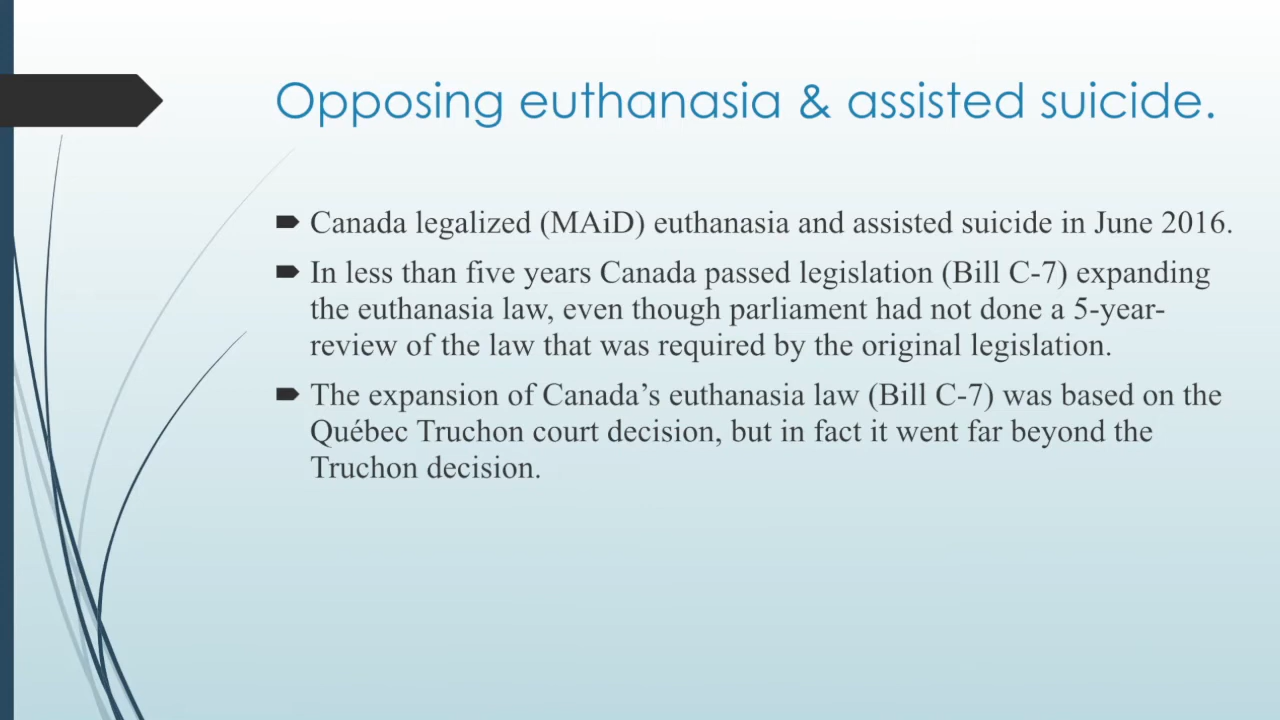 Opposing euthanasia & assisted suicide.
Canada legalized (MAiD) euthanasia and assisted suicide in June 2016.
In less than five years Canada passed legislation (Bill C-7) expanding
the euthanasia law, even though parliament had not done a 5-year-
review of the law that was required by the original legislation.
The expansion of Canada’s euthanasia law (Bill C-7) was based on the
Québec Truchon court decision, but in fact it went far beyond the
Truchon decision.